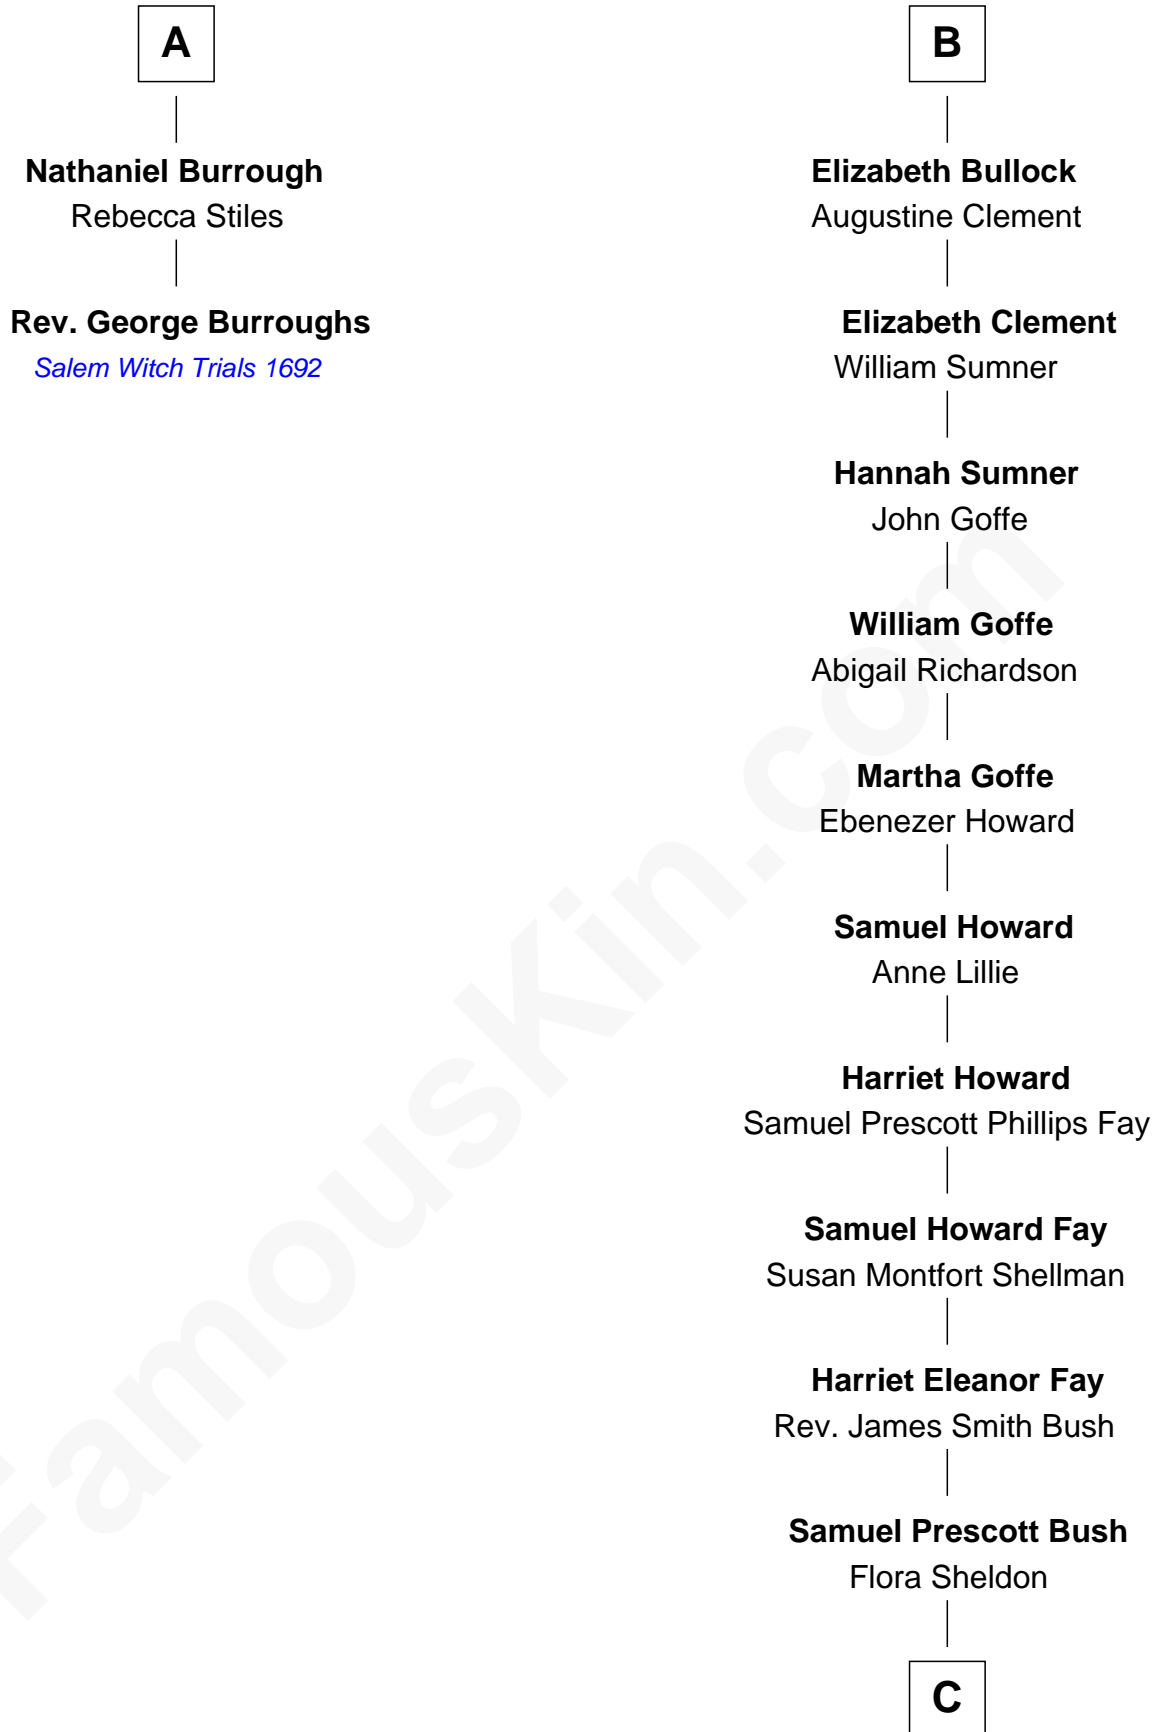 A
Nathaniel Burrough
Rebecca Stiles
Rev. George Burroughs
Salem Witch Trials 1692
B
Elizabeth Bullock
Augustine Clement
Elizabeth Clement
William Sumner
Hannah Sumner
John Goffe
William Goffe
Abigail Richardson
Martha Goffe
Ebenezer Howard
Samuel Howard
Anne Lillie
Harriet Howard
Samuel Prescott Phillips Fay
Samuel Howard Fay
Susan Montfort Shellman
Harriet Eleanor Fay
Rev. James Smith Bush
Samuel Prescott Bush
Flora Sheldon
C
FamousKin.com